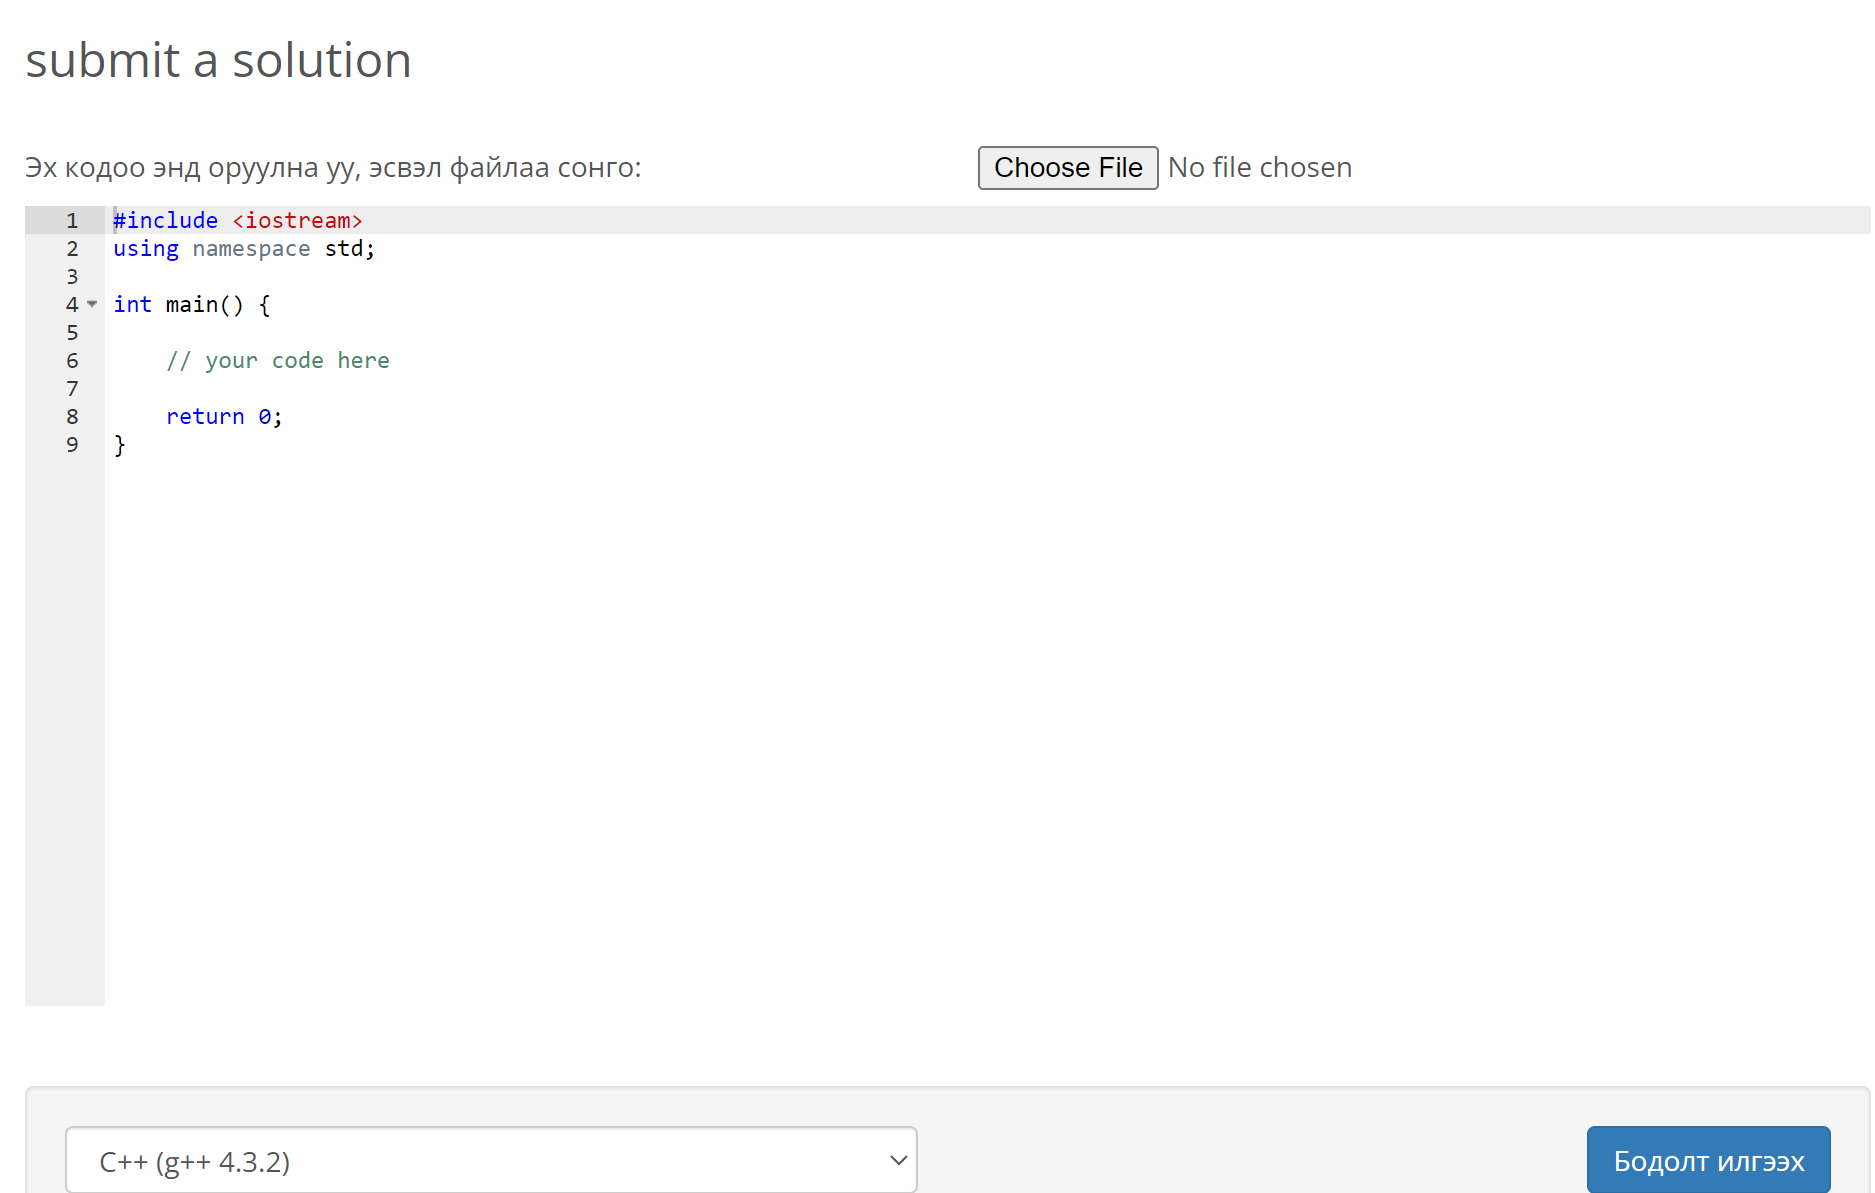 submit a solution
Эх кодоо энд оруулна уу, эсвэл файлаа сонго: Choose File No file chosen
1 #include <iostream>
2 using namespace std;
3
4 int main() {
5
6 // your code here
7
8 return 0;
9 }
C++ (g++ 4.3.2) Бодолт илгээх